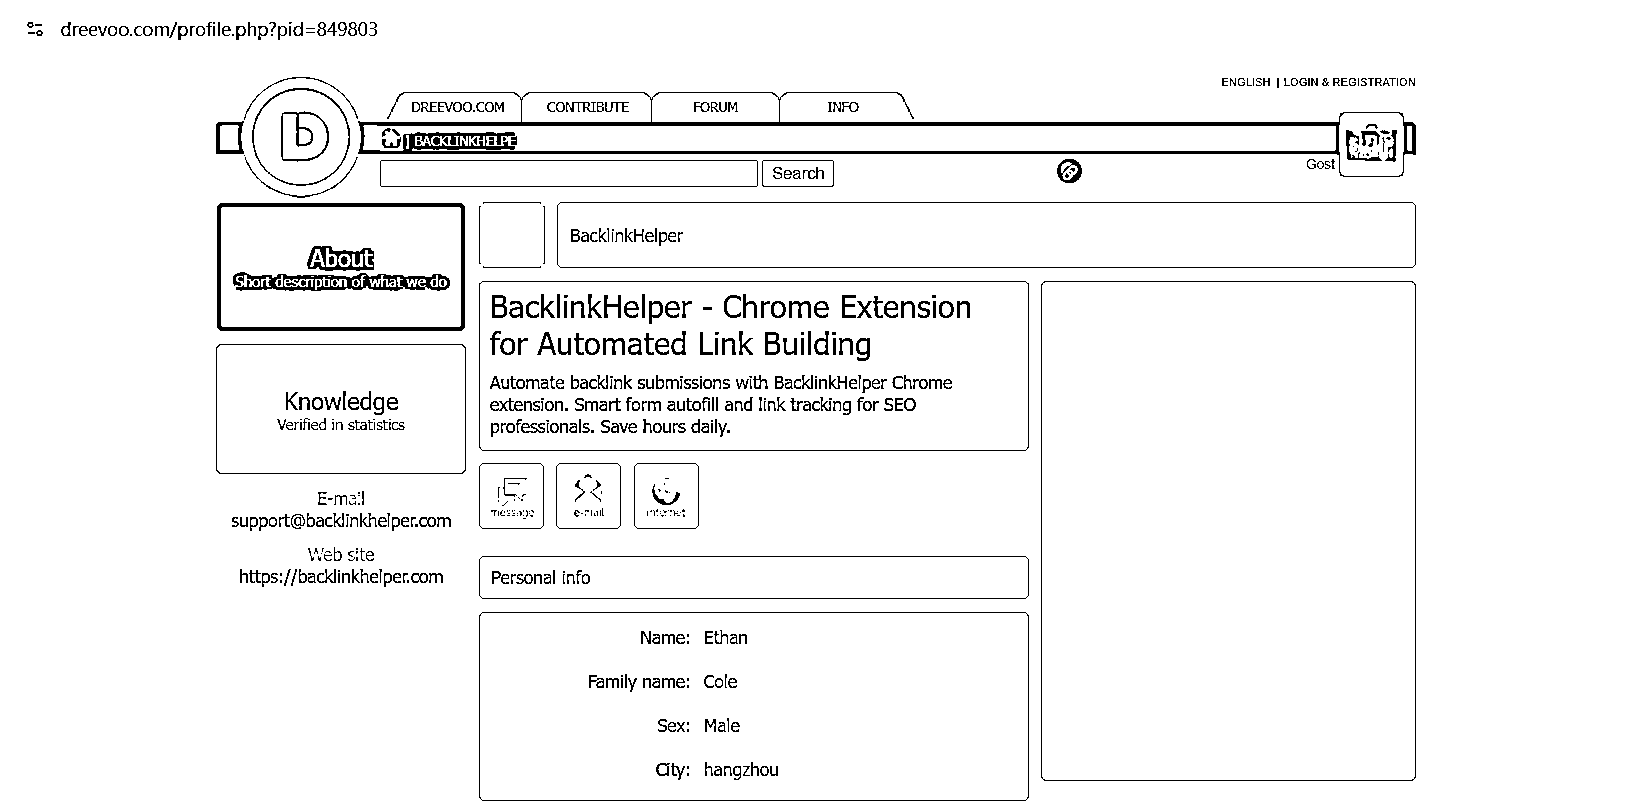 dreevoo.com/profile.php?pid=849803
ENGLISH | LOGIN & REGISTRATION
DREEVOO.COM
CONTRIBUTE
FORUM
INFO
| BACKLINKHELPE
Search
Gost
About
Short description of what we do
BacklinkHelper
BacklinkHelper - Chrome Extension
for Automated Link Building
Automate backlink submissions with BacklinkHelper Chrome
extension. Smart form autofill and link tracking for SEO
professionals. Save hours daily.
Knowledge
Verified in statistics
message
e-mail
internet
E-mail
support@backlinkhelper.com
Web site
https://backlinkhelper.com
Personal info
Name: Ethan
Family name: Cole
Sex: Male
City: hangzhou